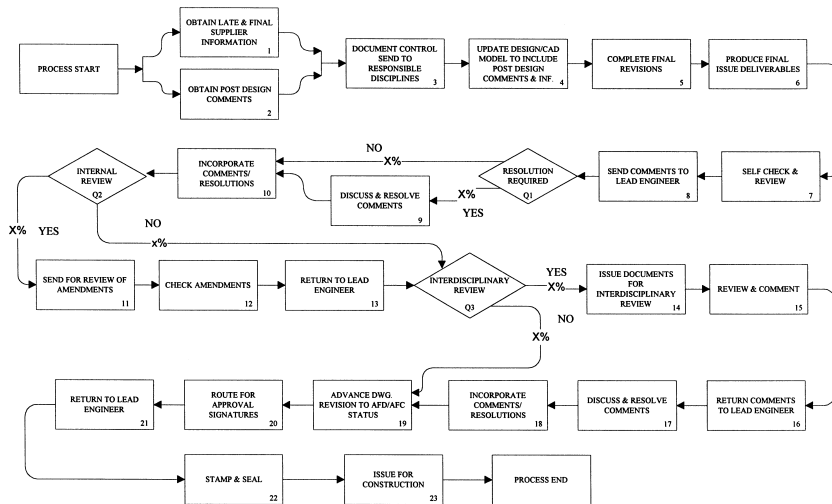 PROCESS START
OBTAIN LATE & FINAL
SUPPLIER
INFORMATION
1
OBTAIN POST DESIGN
COMMENTS
2
DOCUMENT CONTROL
SEND TO
RESPONSIBLE
DISCIPLINES
3
UPDATE DESIGN/CAD
MODEL TO INCLUDE
POST DESIGN
COMMENTS & INF.
4
COMPLETE FINAL
REVISIONS
5
PRODUCE FINAL
ISSUE DELIVERABLES
6
SELF CHECK &
REVIEW
7
SEND COMMENTS TO
LEAD ENGINEER
8
RESOLUTION
REQUIRED
Q1
NO
X%
X%
YES
DISCUSS & RESOLVE
COMMENTS
9
INCORPORATE
COMMENTS/
RESOLUTIONS
10
INTERNAL
REVIEW
Q2
X%
YES
NO
x%
SEND FOR REVIEW OF
AMENDMENTS
11
CHECK AMENDMENTS
12
RETURN TO LEAD
ENGINEER
13
INTERDISCIPLINARY
REVIEW
Q3
YES
X%
NO
X%
ISSUE DOCUMENTS
FOR
INTERDISCIPLINARY
REVIEW
14
REVIEW & COMMENT
15
RETURN COMMENTS
TO LEAD ENGINEER
16
DISCUSS & RESOLVE
COMMENTS
17
INCORPORATE
COMMENTS/
RESOLUTIONS
18
ADVANCE DWG.
REVISION TO AFD/AFC
STATUS
19
ROUTE FOR
APPROVAL
SIGNATURES
20
RETURN TO LEAD
ENGINEER
21
STAMP & SEAL
22
ISSUE FOR
CONSTRUCTION
23
PROCESS END